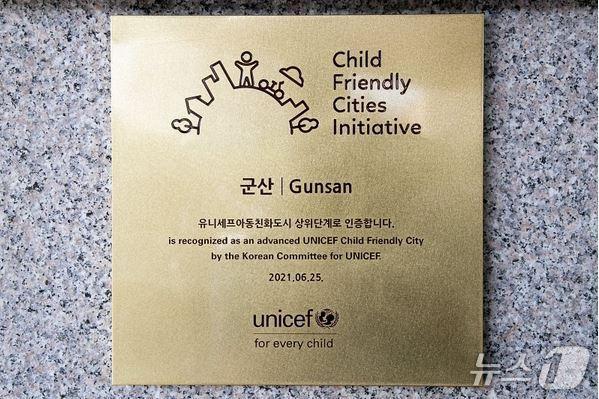 Child
Friendly
Cities
Initiative
군산 | Gunsan
유니세프아동친화도시 상위단계로 인증합니다.
is recognized as an advanced UNICEF Child Friendly City
by the Korean Committee for UNICEF.
2021.06.25.
unicef
for every child
뉴스1